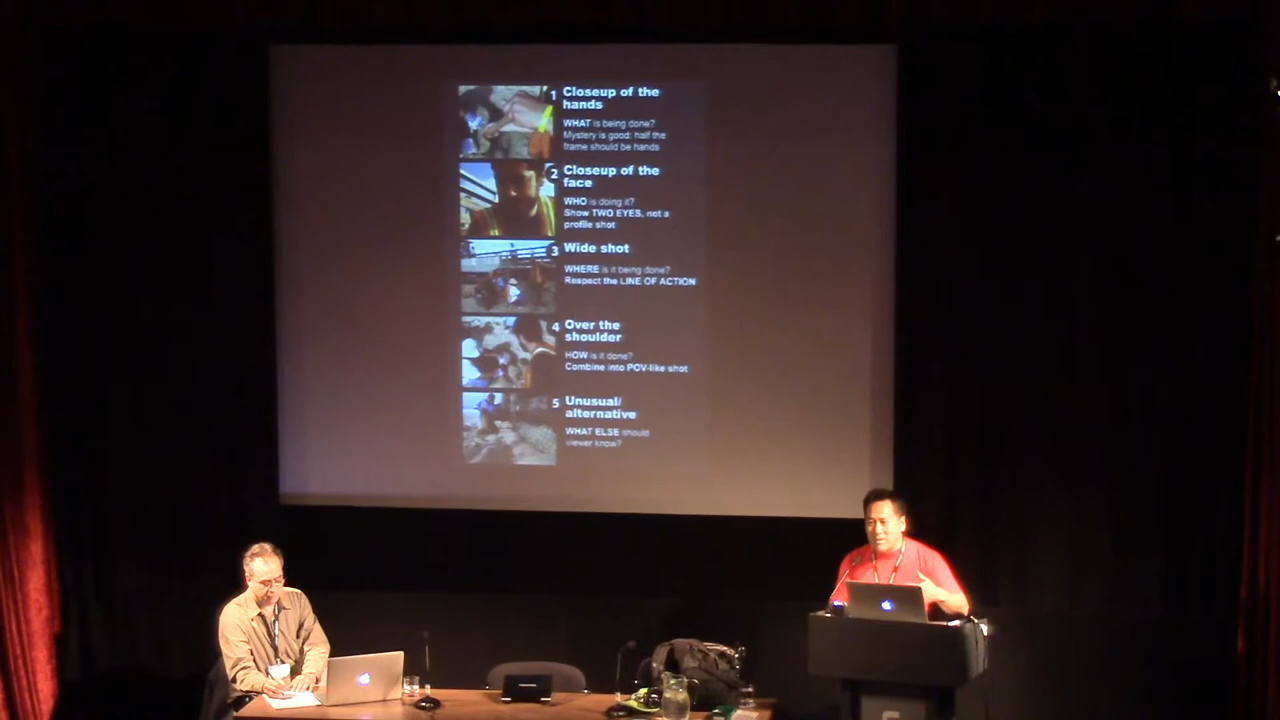 1 Closeup of the
hands
WHAT is being done?
Mystery is good: half the
frame should be hands
2 Closeup of the
face
WHO is doing it?
Show TWO EYES, not a
profile shot
3 Wide shot
WHERE is it being done?
Respect the LINE OF ACTION
4 Over the
shoulder
HOW is it done?
Combine into POV-like shot
5 Unusual/
alternative
WHAT ELSE should
viewer know?